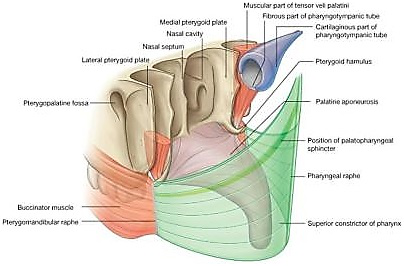 Muscular part of tensor veli palatini
Fibrous part of pharyngotympanic tube
Cartilaginous part of
pharyngotympanic tube
Medial pterygoid plate
Nasal cavity
Nasal septum
Lateral pterygoid plate
Pterygoid hamulus
Pterygopalatine fossa
Palatine aponeurosis
Position of palatopharyngeal
sphincter
Pharyngeal raphe
Buccinator muscle
Pterygomandibular raphe
Superior constrictor of pharynx